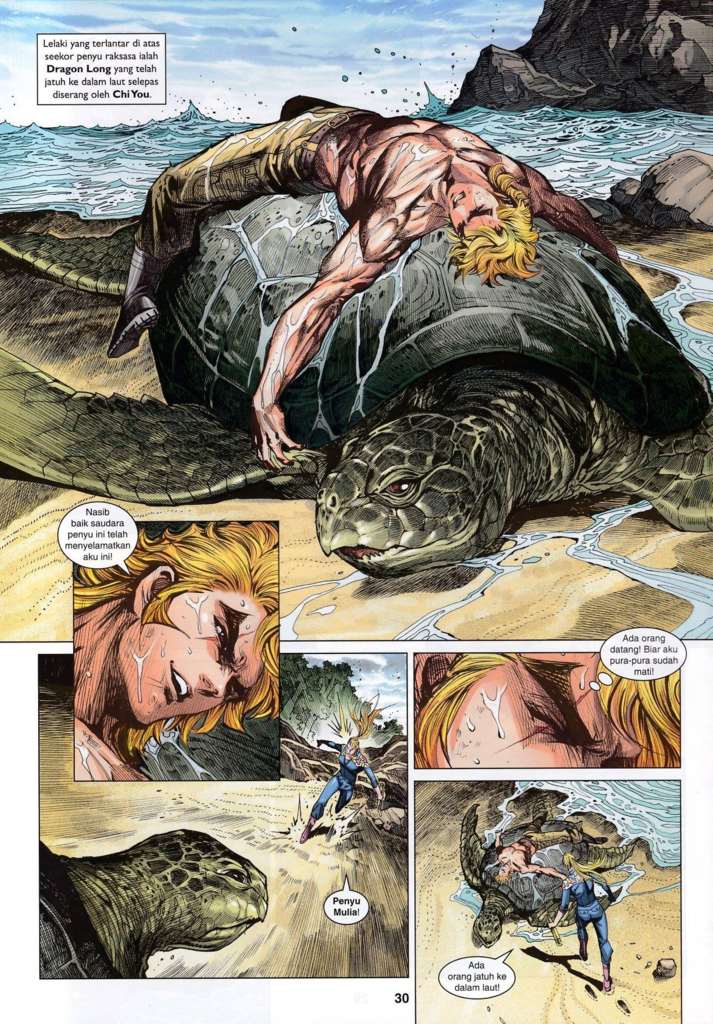 Lelaki yang terlantar di atas
seekor penyu raksasa ialah
Dragon Long yang telah
jatuh ke dalam laut selepas
diserang oleh Chi You.
Nasib
baik saudara
penyu ini telah
menyelamatkan
aku ini!
Penyu
Mulia!
Ada orang
datang! Biar aku
pura-pura sudah
mati!
Ada
orang jatuh ke
dalam laut!
30